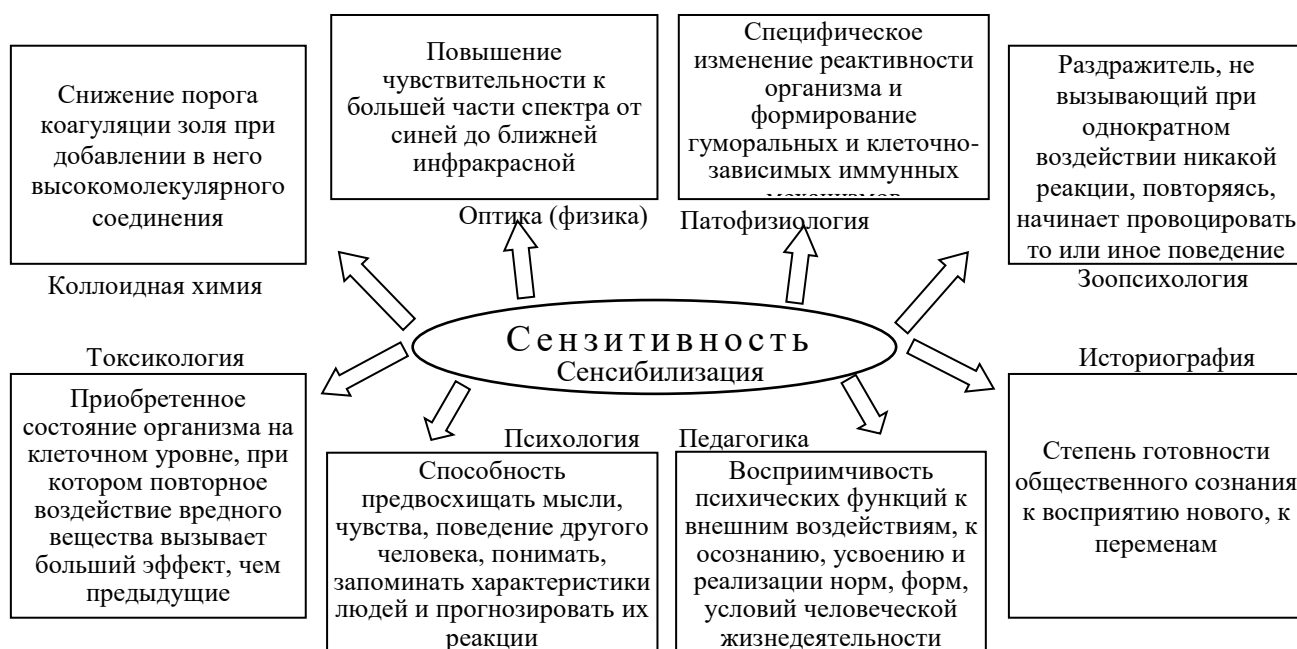 Снижение порога
коагуляции золя при
добавлении в него
высокомолекулярного
соединения
Коллоидная химия
Повышение
чувствительности к
большей части спектра от
синей до ближней
инфракрасной
Оптика (физика)
Специфическое
изменение реактивности
организма и
формирование
гуморальных и клеточно-
зависимых иммунных
Патофизиология
Раздражитель, не
вызывающий при
однократном
воздействии никакой
реакции, повторяясь,
начинает провоцировать
то или иное поведение
Зоопсихология
Сензитивность
Сенсибилизация
Токсикология
Приобретенное
состояние организма на
клеточном уровне, при
котором повторное
воздействие вредного
вещества вызывает
больший эффект, чем
предыдущие
Психология
Способность
предвосхищать мысли,
чувства, поведение другого
человека, понимать,
запоминать характеристики
людей и прогнозировать их
реакции
Педагогика
Восприимчивость
психических функций к
внешним воздействиям, к
осознанию, усвоению и
реализации норм, форм,
условий человеческой
жизнедеятельности
Историография
Степень готовности
общественного сознания
к восприятию нового, к
переменам